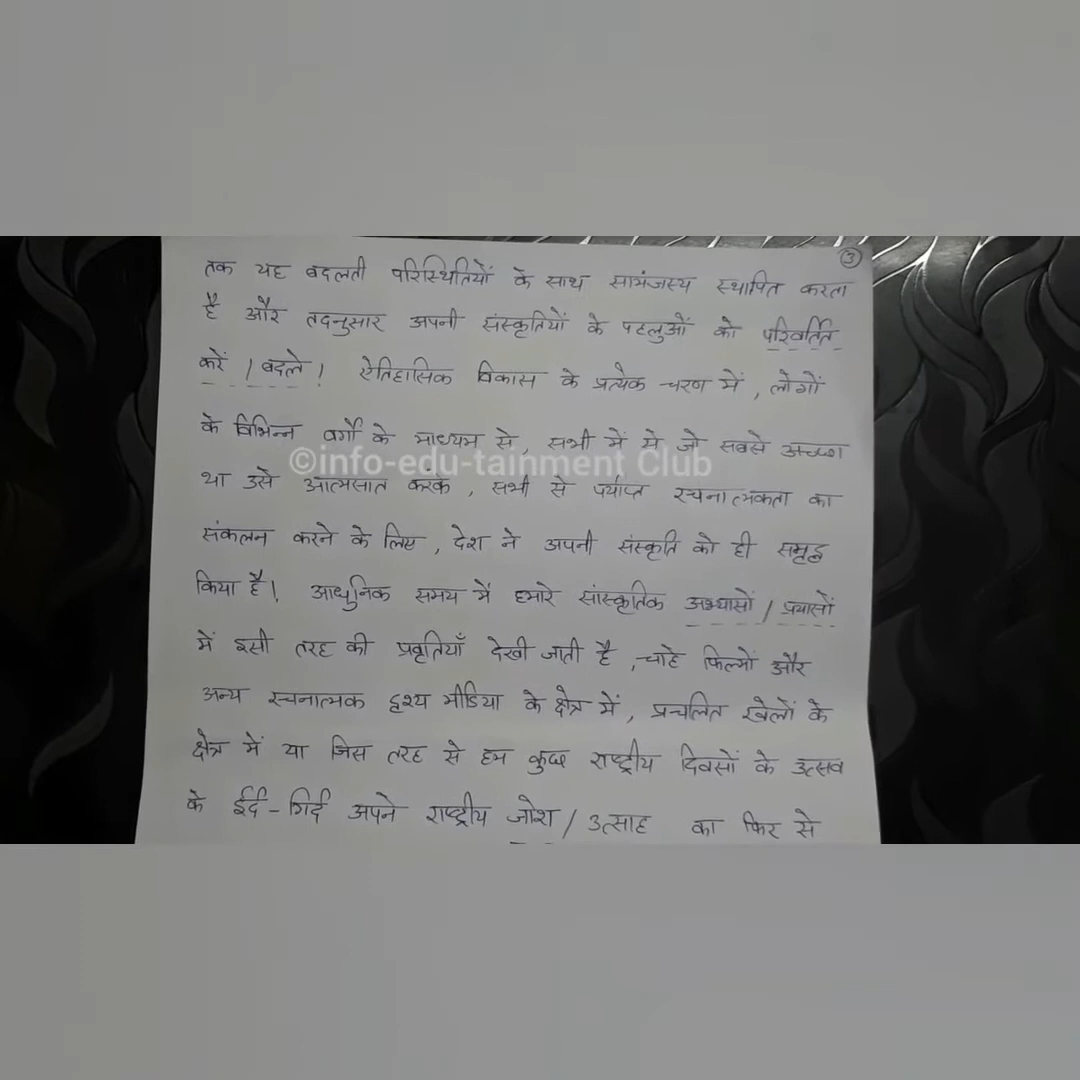 ③
तक यह बदलती परिस्थितियों के साथ सामंजस्य स्थापित करता
है और तदनुसार अपनी संस्कृतियों के पहलुओं को परिवर्तित
करें / बदले। ऐतिहासिक विकास के प्रत्येक चरण में, लोगों
के विभिन्न वर्गों के माध्यम से, सभी में से जो सबसे अच्छा
©info-edu-tainment Club
था उसे आत्मसात करके, सभी से पर्याप्त रचनात्मकता का
संकलन करने के लिए, देश ने अपनी संस्कृति को ही समृद्ध
किया है। आधुनिक समय में हमारे सांस्कृतिक अभ्यासों / प्रयासों
में इसी तरह की प्रवृतियाँ देखी जाती है, चाहे फिल्मों और
अन्य रचनात्मक दृश्य मीडिया के क्षेत्र में, प्रचलित खेलों के
क्षेत्र में या जिस तरह से हम कुछ राष्ट्रीय दिवसों के उत्सव
के ईर्द-गिर्द अपने राष्ट्रीय जोश / उत्साह का फिर से